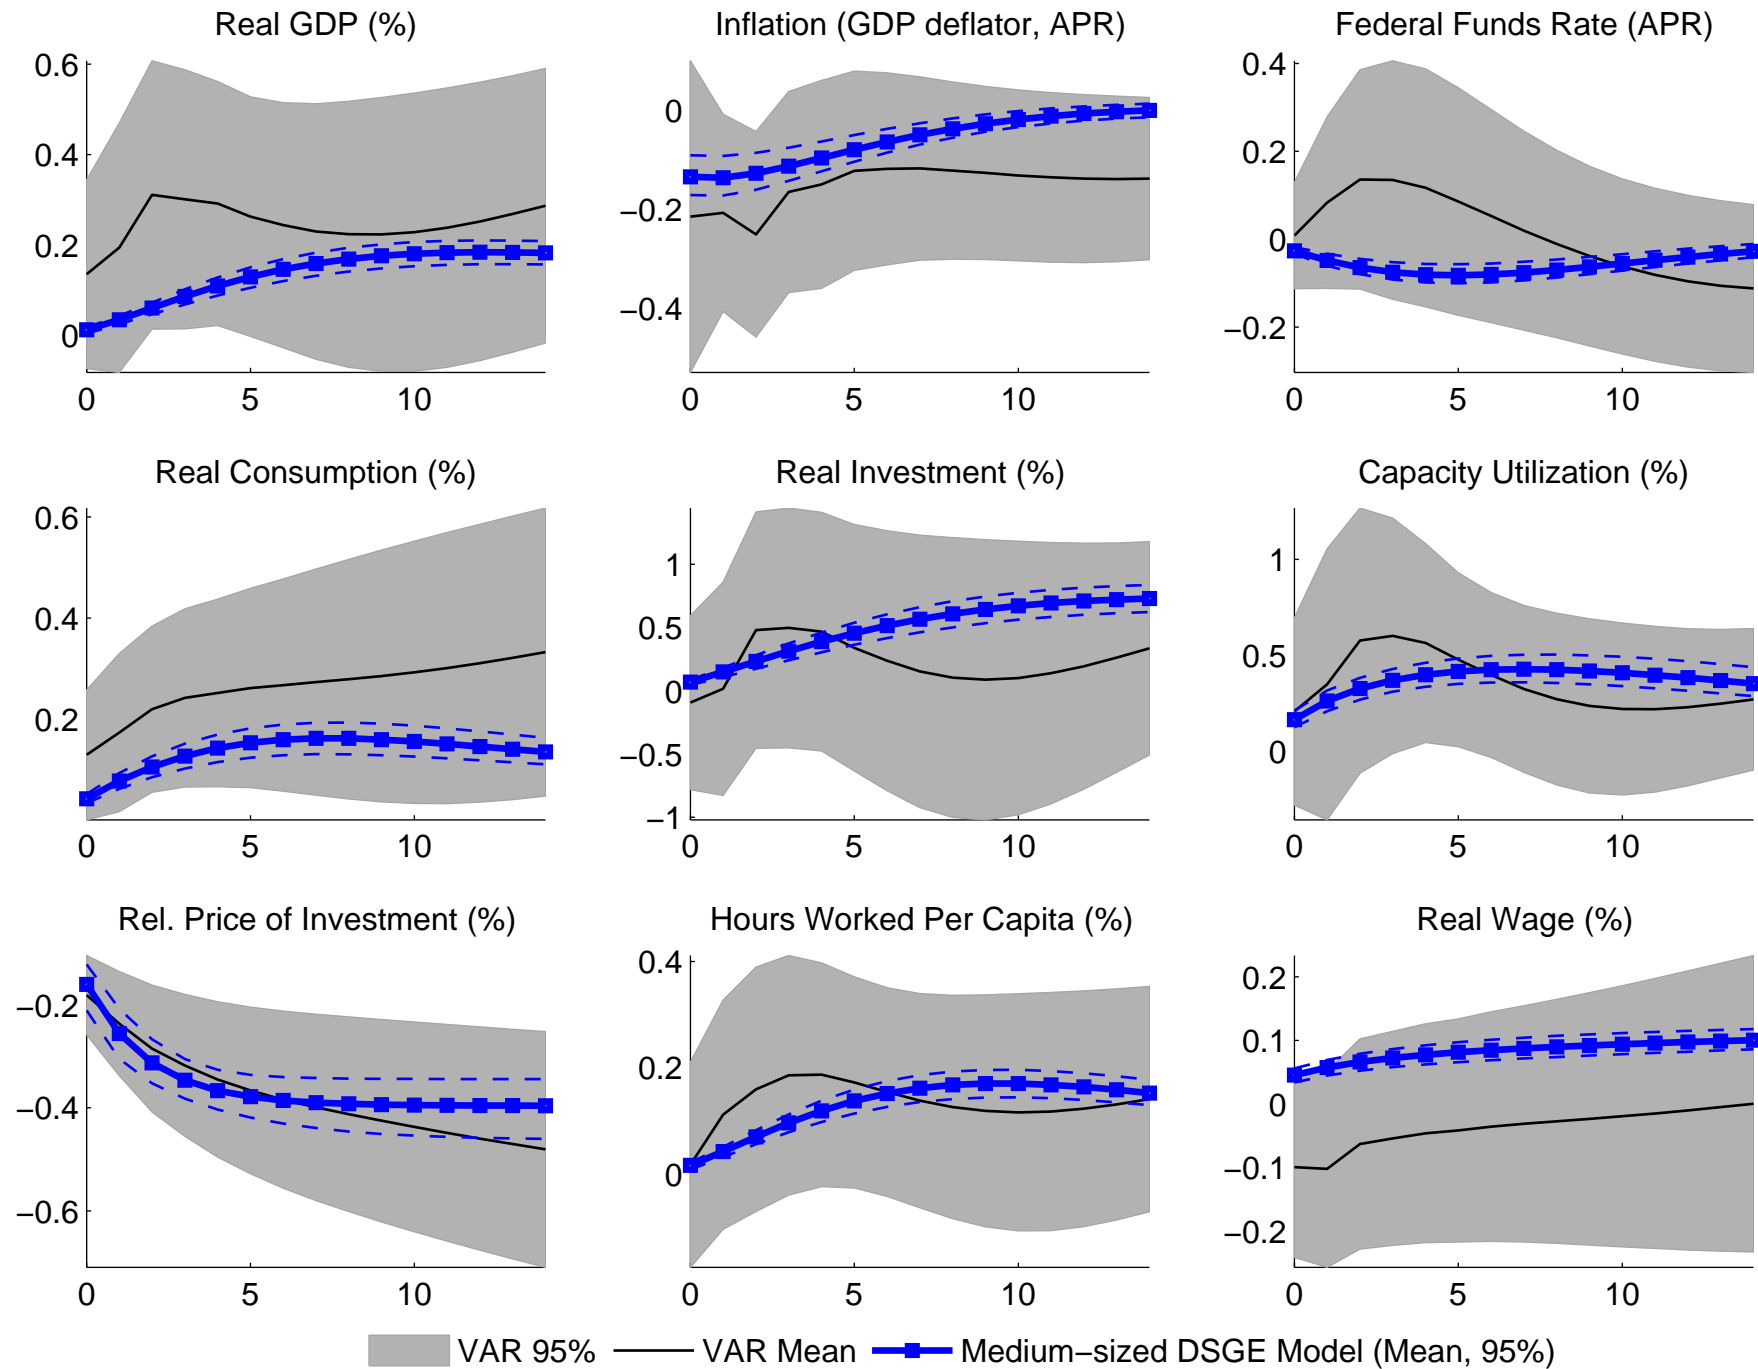 Real GDP (%)
Inflation (GDP deflator, APR)
Federal Funds Rate (APR)
0.6
0.4
0.2
0
0 5 10
0
−0.2
−0.4
0 5 10
0.4
0.2
0
−0.2
0 5 10
Real Consumption (%)
Real Investment (%)
Capacity Utilization (%)
0.6
0.4
0.2
0 5 10
1
0.5
0
−0.5
−1
0 5 10
1
0.5
0
0 5 10
Rel. Price of Investment (%)
Hours Worked Per Capita (%)
Real Wage (%)
−0.2
−0.4
−0.6
0 5 10
0.4
0.2
0
0 5 10
0.2
0.1
0
−0.1
−0.2
0 5 10
VAR 95% VAR Mean Medium−sized DSGE Model (Mean, 95%)